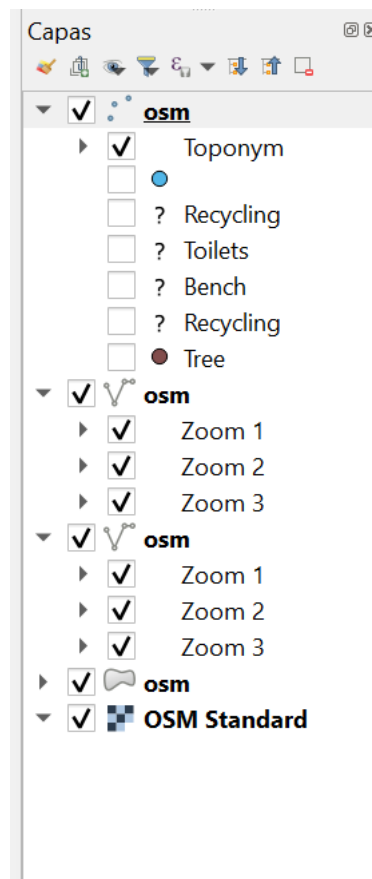 Capas
osm
Toponym
? Recycling
? Toilets
? Bench
? Recycling
Tree
osm
Zoom 1
Zoom 2
Zoom 3
osm
Zoom 1
Zoom 2
Zoom 3
osm
OSM Standard